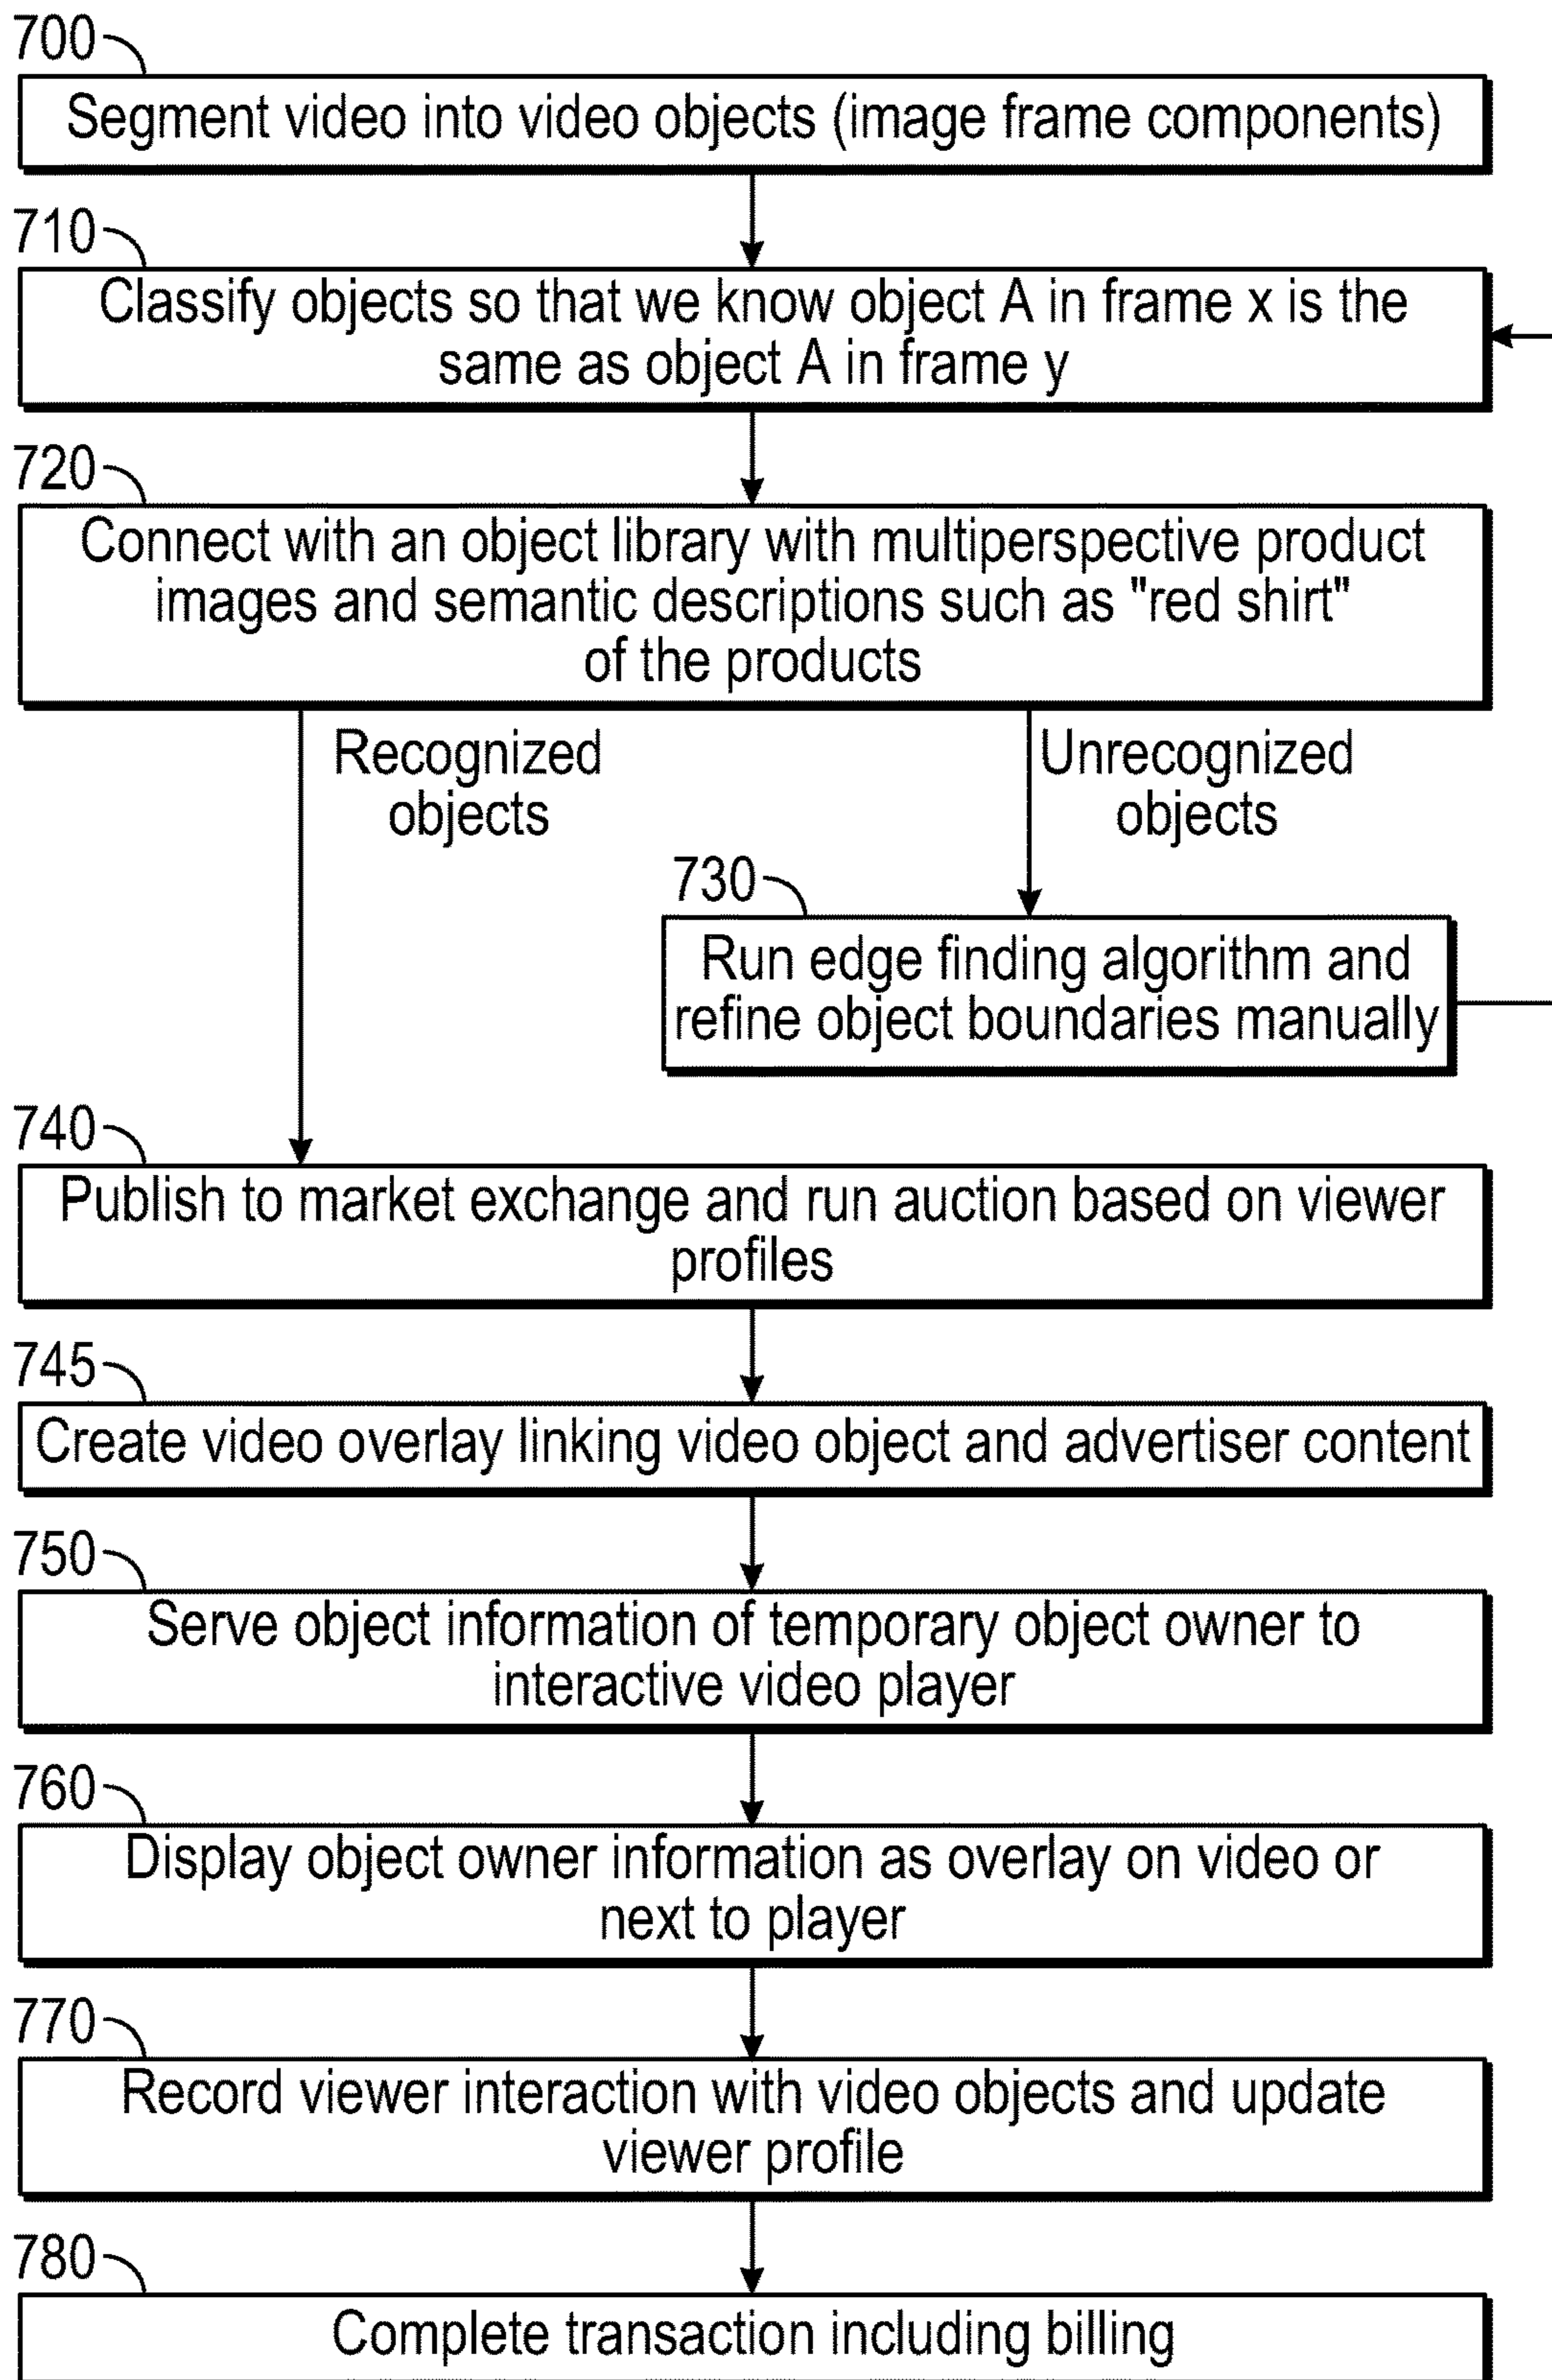 700
Segment video into video objects (image frame components)
710
Classify objects so that we know object A in frame x is the
same as object A in frame y
720
Connect with an object library with multiperspective product
images and semantic descriptions such as "red shirt"
of the products
Recognized
objects
Unrecognized
objects
730
Run edge finding algorithm and
refine object boundaries manually
740
Publish to market exchange and run auction based on viewer
profiles
745
Create video overlay linking video object and advertiser content
750
Serve object information of temporary object owner to
interactive video player
760
Display object owner information as overlay on video or
next to player
770
Record viewer interaction with video objects and update
viewer profile
780
Complete transaction including billing